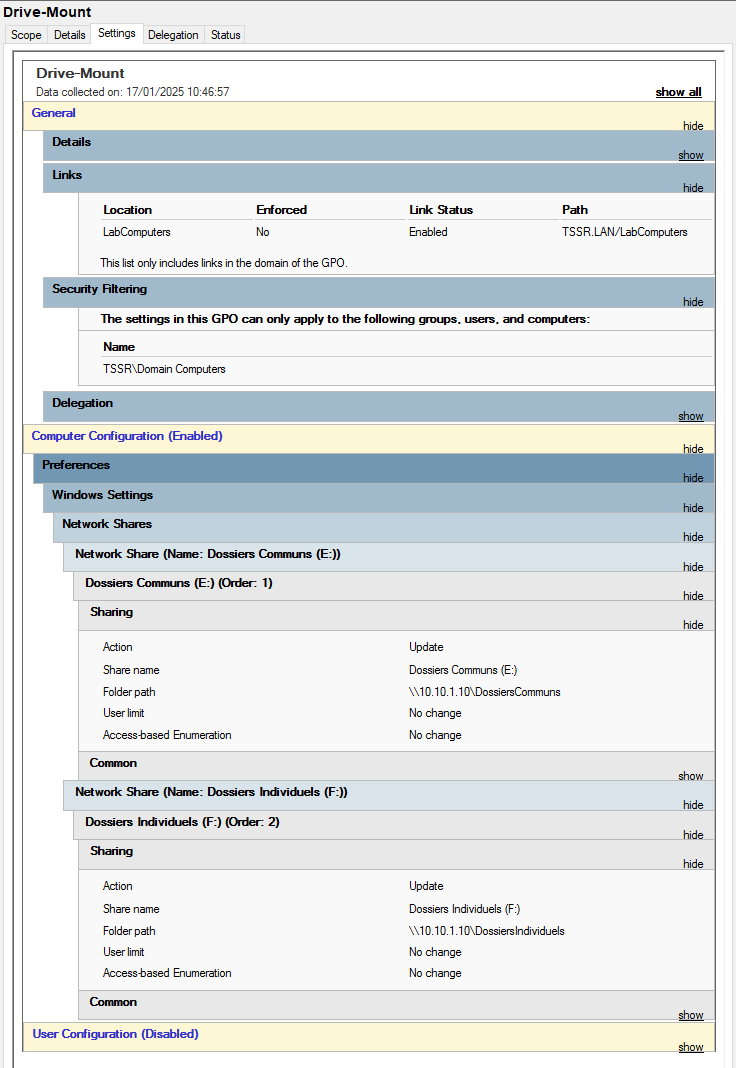 Drive-Mount
Scope Details Settings Delegation Status
Drive-Mount
Data collected on: 17/01/2025 10:46:57 show all
General
hide
Details
show
Links
hide
Location Enforced Link Status Path
LabComputers No Enabled TSSR.LAN/LabComputers
This list only includes links in the domain of the GPO.
Security Filtering
hide
The settings in this GPO can only apply to the following groups, users, and computers:
Name
TSSR\Domain Computers
Delegation
show
Computer Configuration (Enabled)
hide
Preferences
hide
Windows Settings
hide
Network Shares
hide
Network Share (Name: Dossiers Communs (E:))
hide
Dossiers Communs (E:) (Order: 1)
hide
Sharing
hide
Action Update
Share name Dossiers Communs (E:)
Folder path \\10.10.1.10\DossiersCommuns
User limit No change
Access-based Enumeration No change
Common
show
Network Share (Name: Dossiers Individuels (F:))
hide
Dossiers Individuels (F:) (Order: 2)
hide
Sharing
hide
Action Update
Share name Dossiers Individuels (F:)
Folder path \\10.10.1.10\DossiersIndividuels
User limit No change
Access-based Enumeration No change
Common
show
User Configuration (Disabled)
show